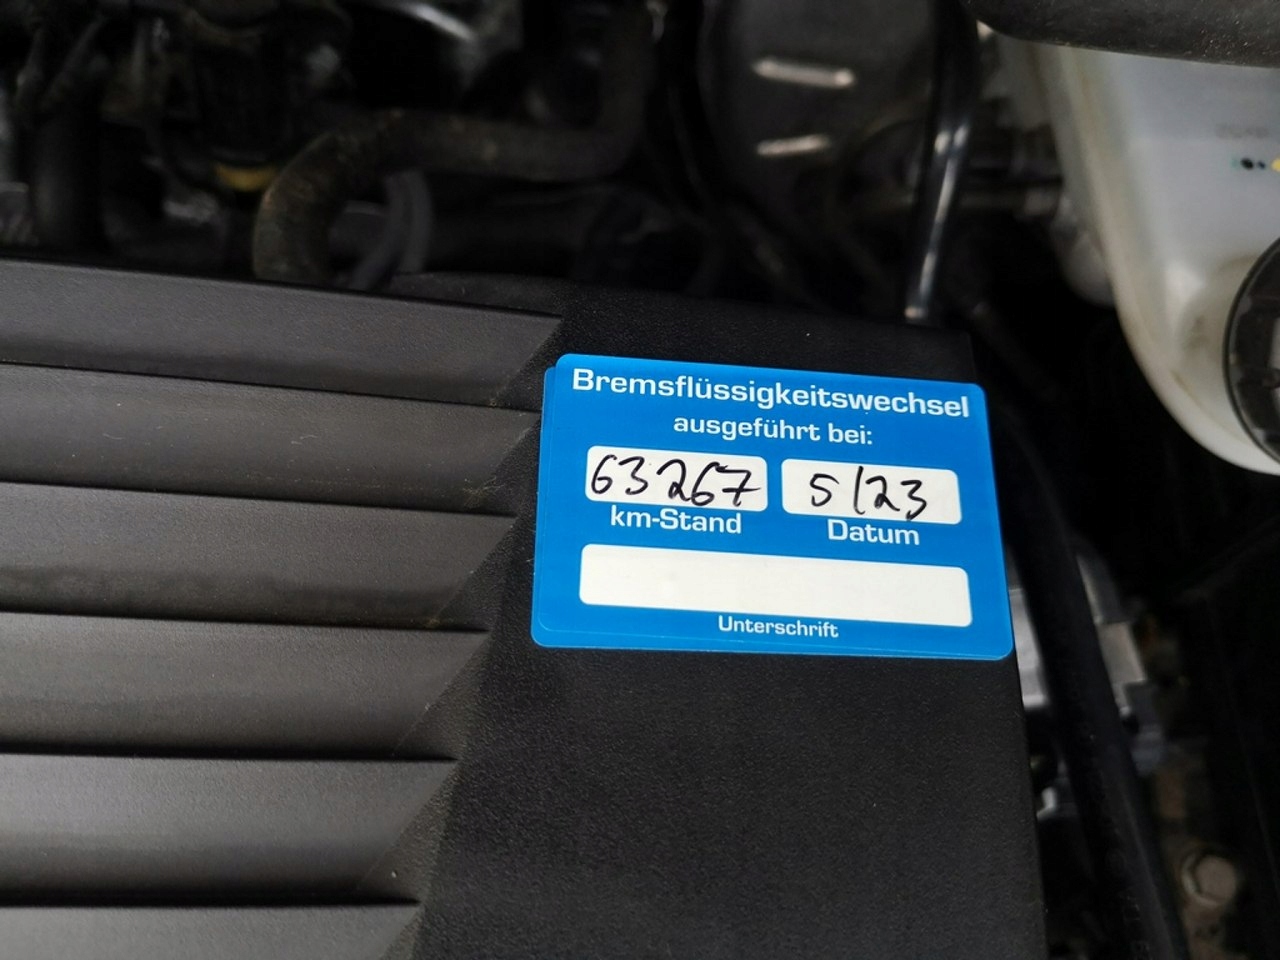 Bremsflüssigkeitswechsel
ausgeführt bei:
63267 5/23
km-Stand Datum
Unterschrift